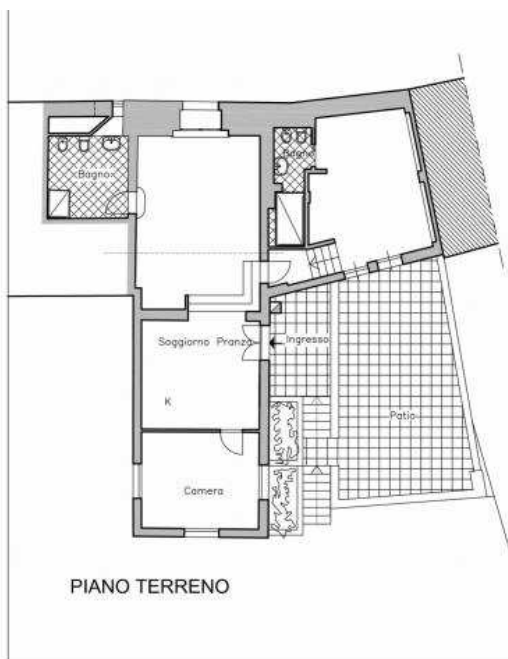 Bagno
Bagno
Soggiorno Pranzo
Ingresso
K
Patio
Camera
PIANO TERRENO